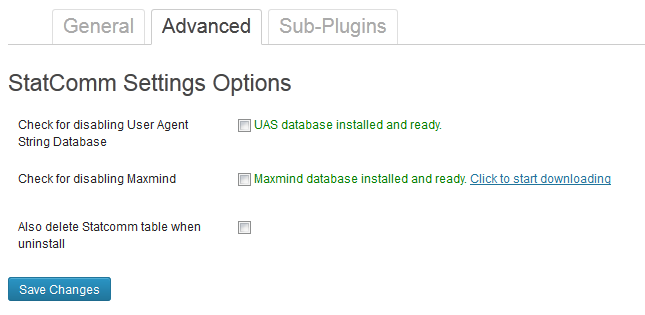 General
Advanced
Sub-Plugins
StatComm Settings Options
Check for disabling User Agent
String Database
UAS database installed and ready.
Check for disabling Maxmind
Maxmind database installed and ready. Click to start downloading
Also delete Statcomm table when
uninstall
Save Changes